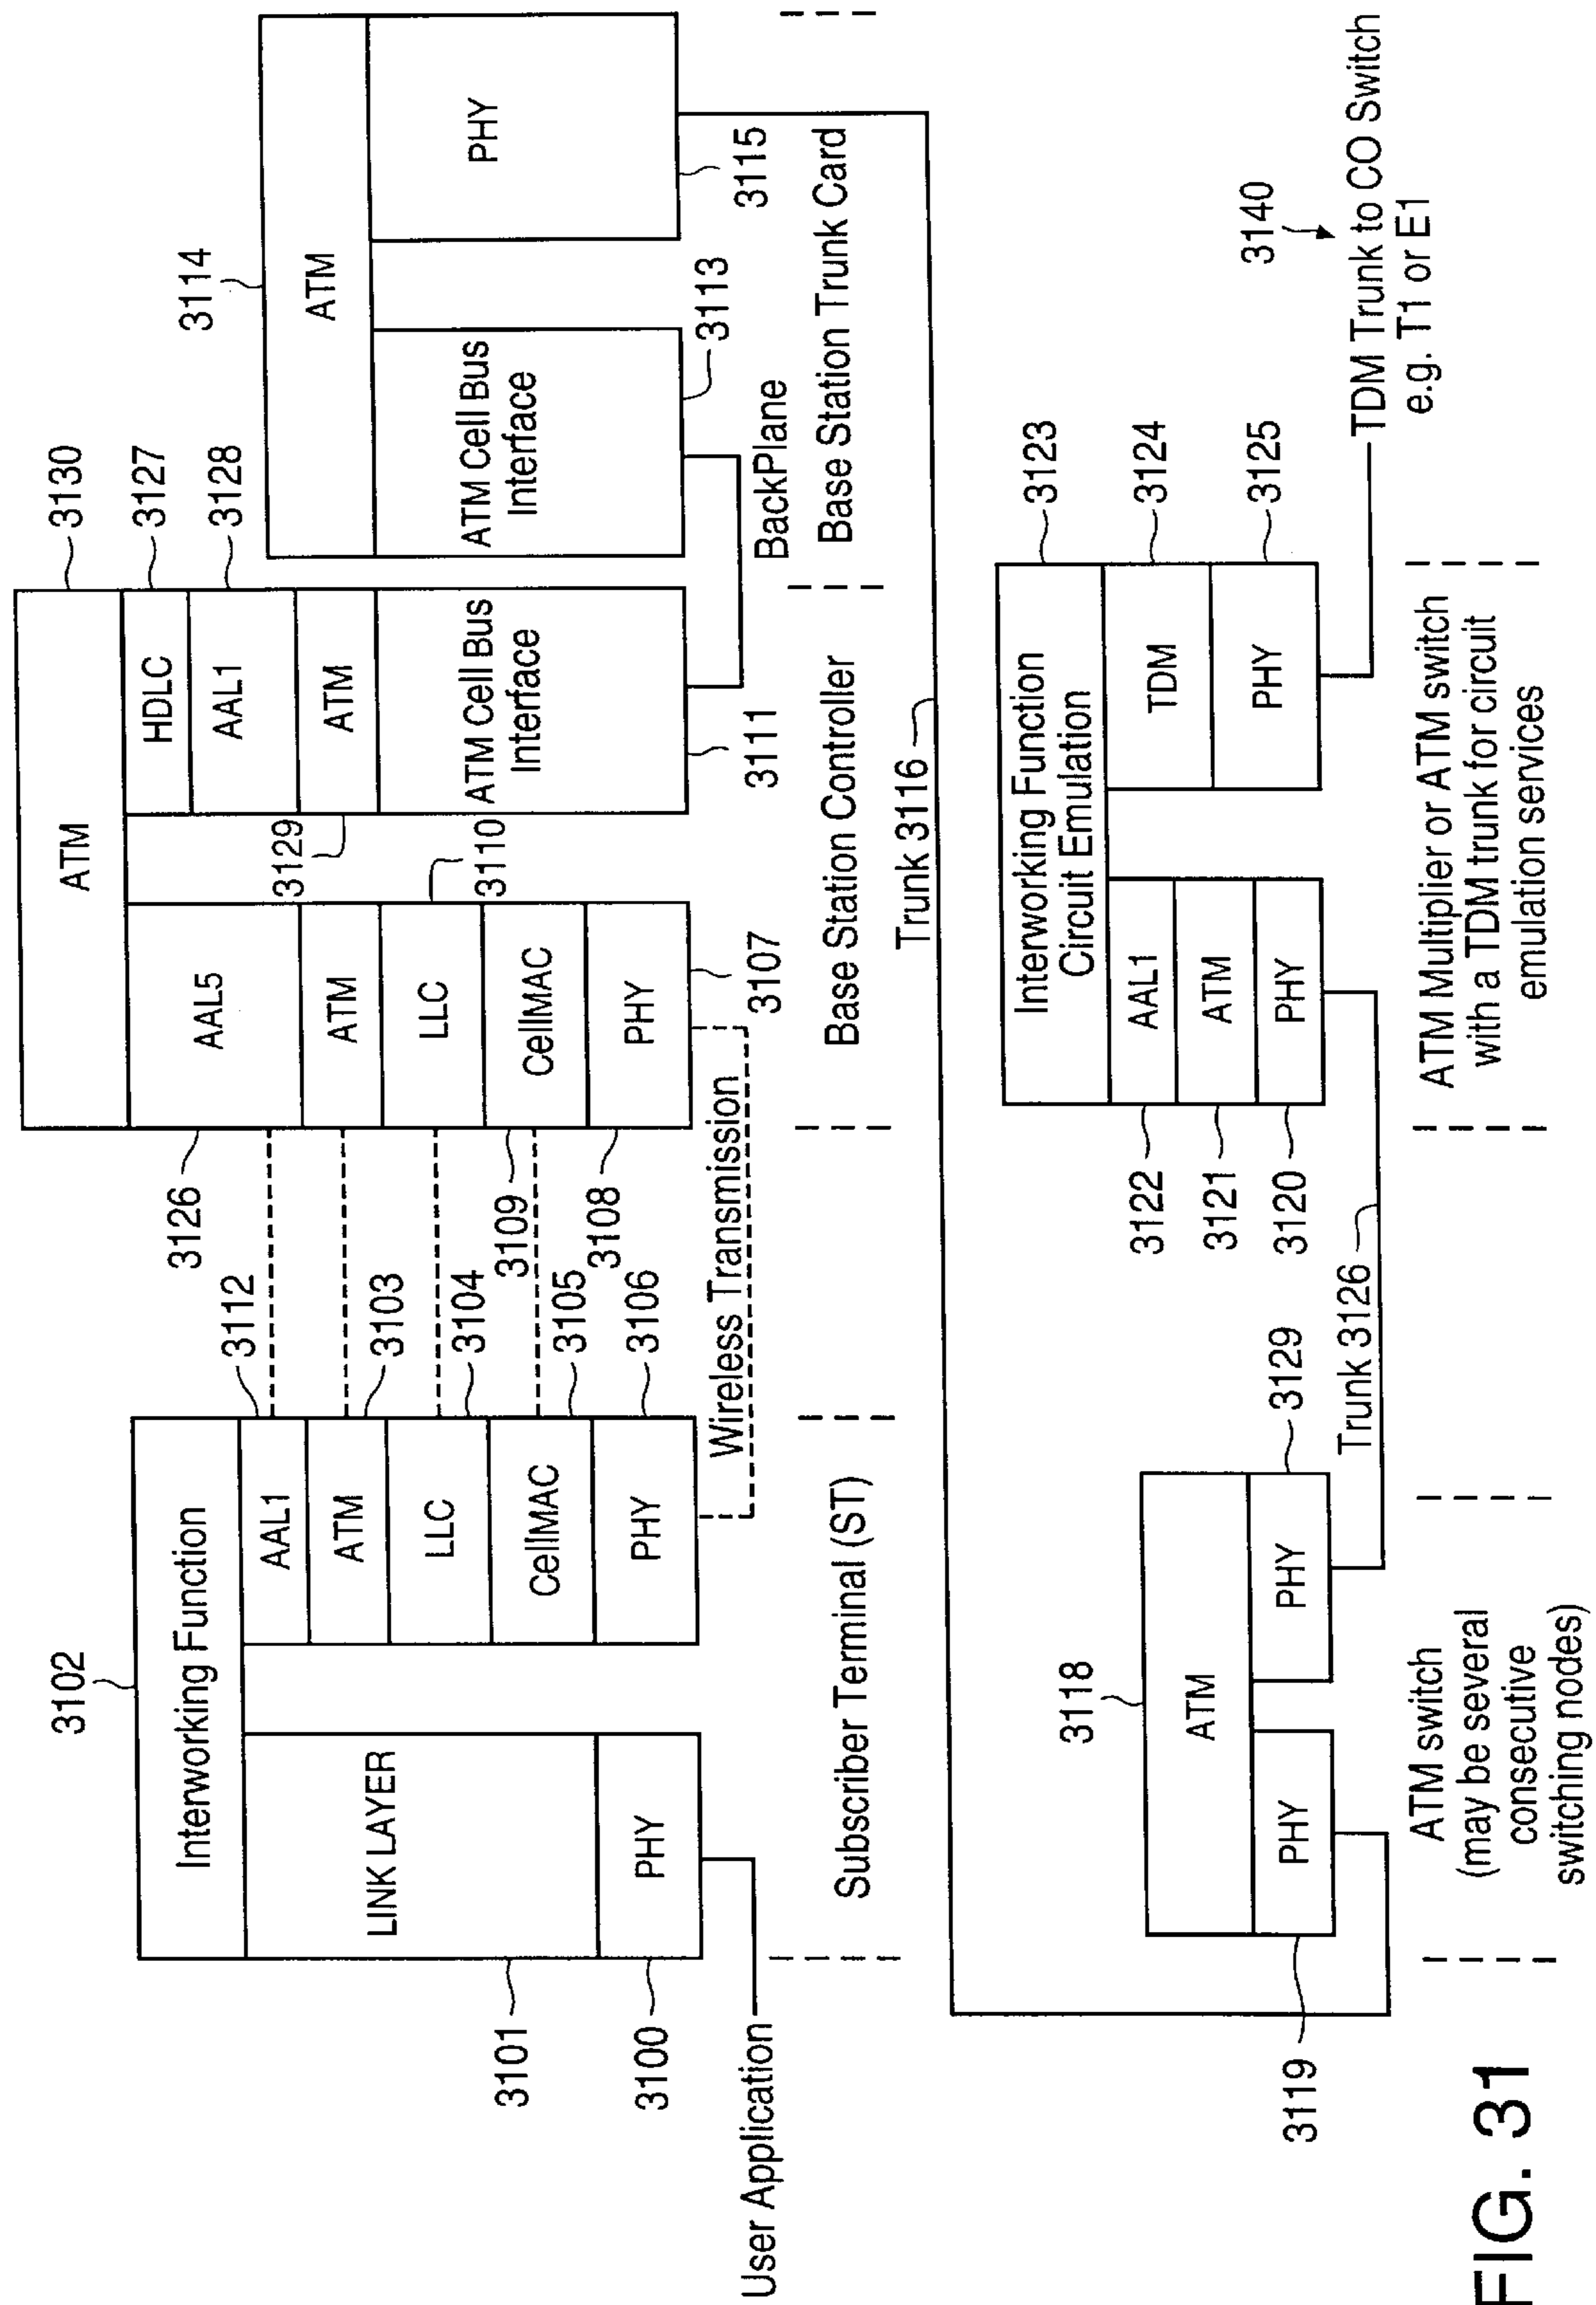 3102
Interworking Function
LINK LAYER
PHY
3101
3100
User Application
AAL1
ATM
LLC
CellMAC
PHY
3112
3103
3104
3105
3106
Subscriber Terminal (ST)
Wireless Transmission
3130
3127
3128
ATM
AAL5
ATM
LLC
CellMAC
PHY
3126
3109
3108
3107
3110
3129
HDLC
AAL1
ATM
ATM Cell Bus
Interface
3111
Base Station Controller
3114
ATM
ATM Cell Bus
Interface
PHY
3113
3115
BackPlane
Base Station Trunk Card
Trunk 3116
3118
ATM
PHY
PHY
3119
3129
ATM switch
(may be several
consecutive
switching nodes)
Trunk 3126
Interworking Function
Circuit Emulation
AAL1
ATM
PHY
3122
3121
3120
TDM
PHY
3123
3124
3125
ATM Multiplier or ATM switch
with a TDM trunk for circuit
emulation services
3140
TDM Trunk to CO Switch
e.g. T1 or E1
FIG. 31